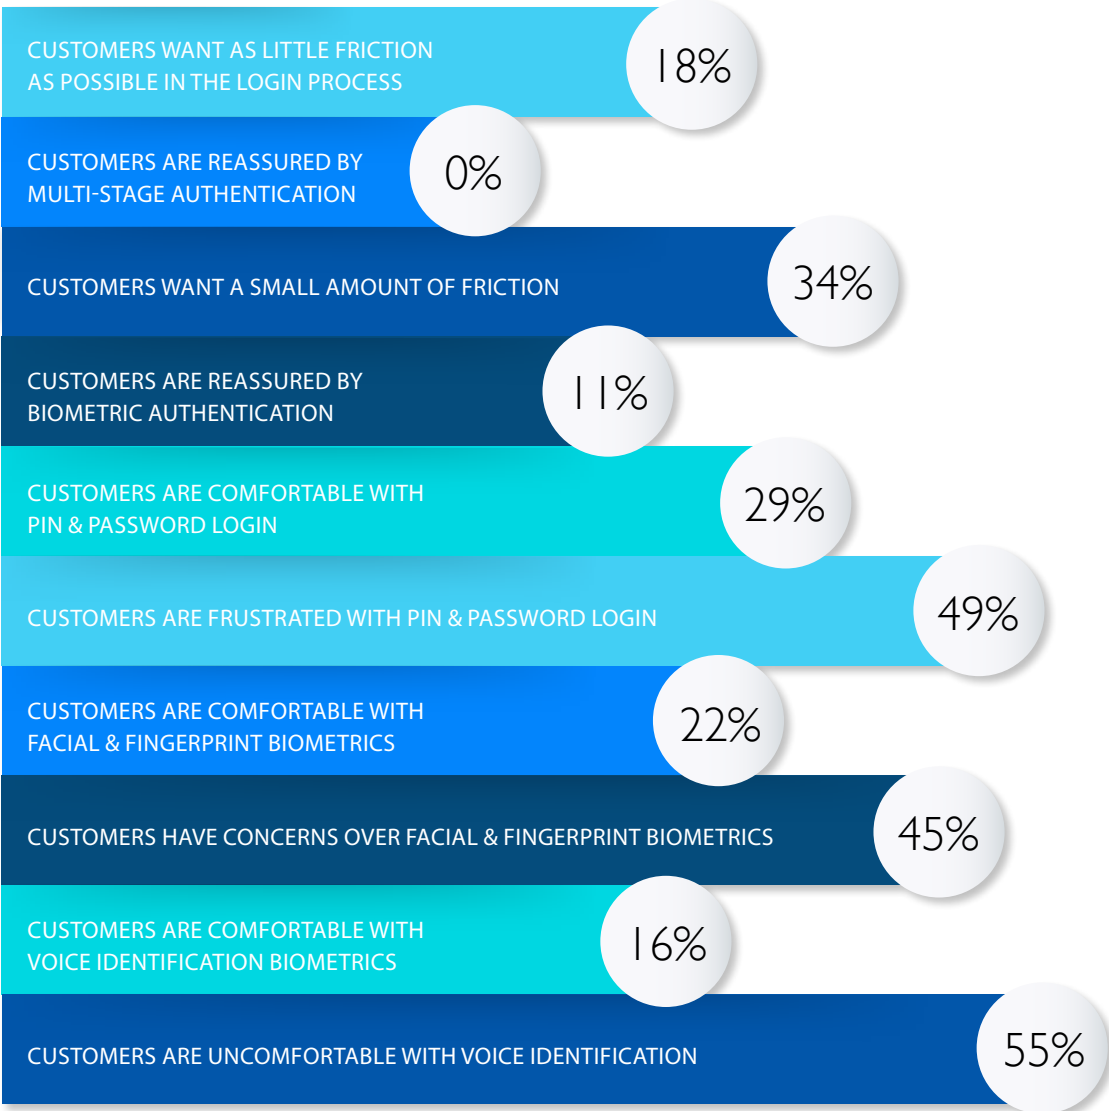 CUSTOMERS WANT AS LITTLE FRICTION
AS POSSIBLE IN THE LOGIN PROCESS
18%
CUSTOMERS ARE REASSURED BY
MULTI-STAGE AUTHENTICATION
0%
CUSTOMERS WANT A SMALL AMOUNT OF FRICTION
34%
CUSTOMERS ARE REASSURED BY
BIOMETRIC AUTHENTICATION
11%
CUSTOMERS ARE COMFORTABLE WITH
PIN & PASSWORD LOGIN
29%
CUSTOMERS ARE FRUSTRATED WITH PIN & PASSWORD LOGIN
49%
CUSTOMERS ARE COMFORTABLE WITH
FACIAL & FINGERPRINT BIOMETRICS
22%
CUSTOMERS HAVE CONCERNS OVER FACIAL & FINGERPRINT BIOMETRICS
45%
CUSTOMERS ARE COMFORTABLE WITH
VOICE IDENTIFICATION BIOMETRICS
16%
CUSTOMERS ARE UNCOMFORTABLE WITH VOICE IDENTIFICATION
55%